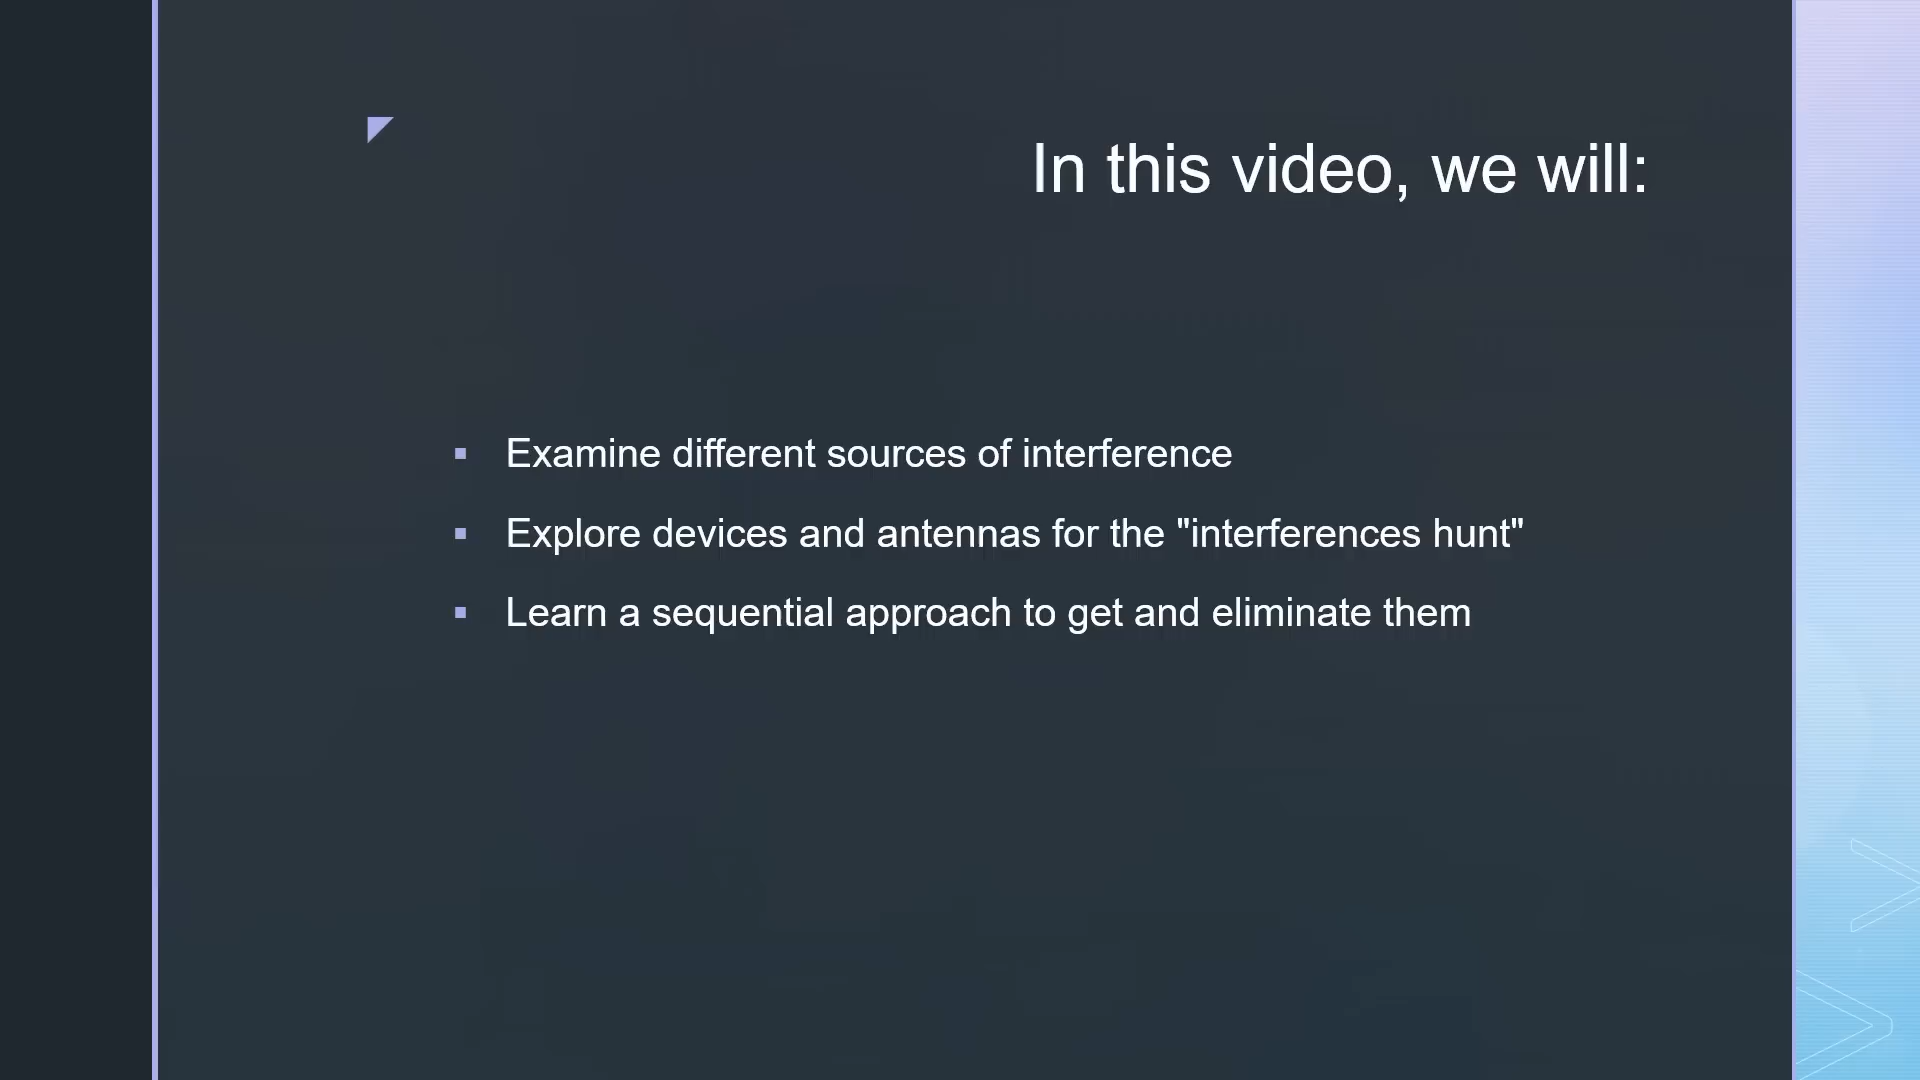 In this video, we will:
▪ Examine different sources of interference
▪ Explore devices and antennas for the "interferences hunt"
▪ Learn a sequential approach to get and eliminate them